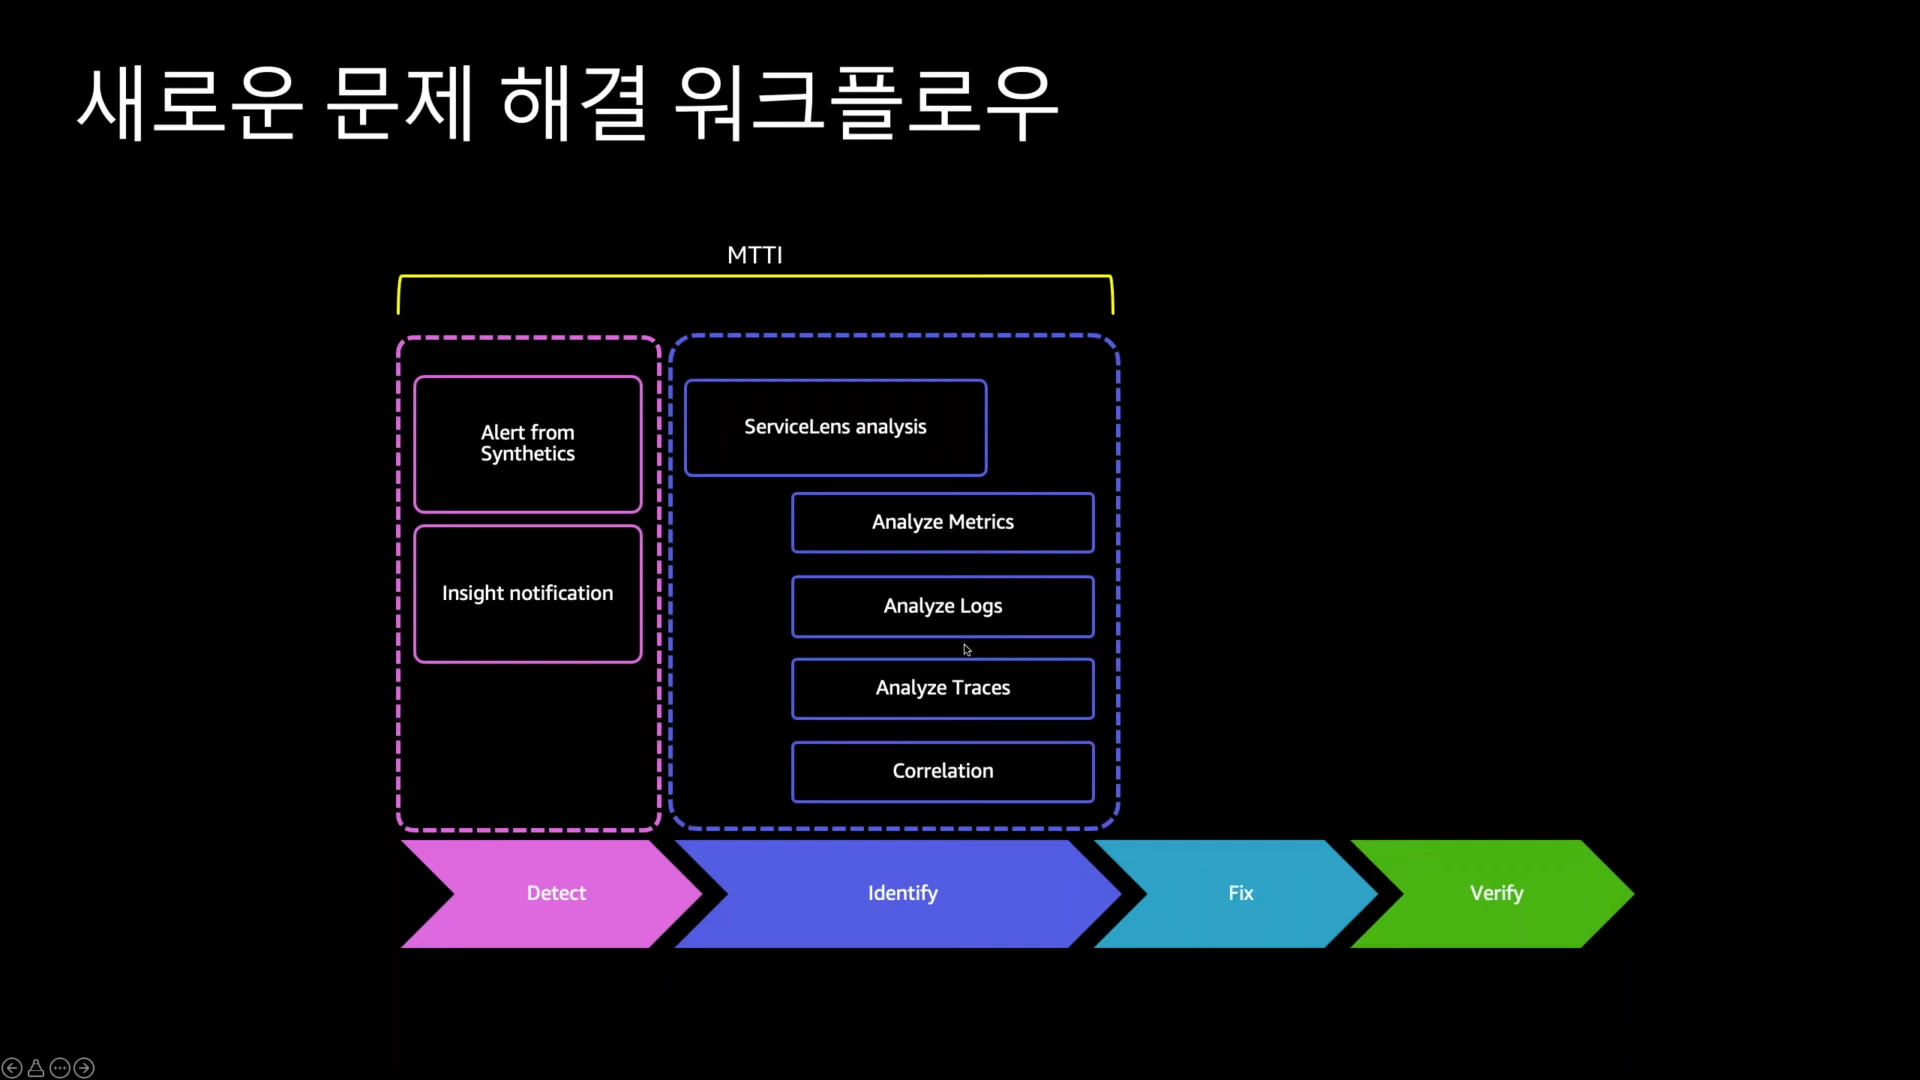 새로운 문제 해결 워크플로우
MTTI
Alert from
Synthetics
Insight notification
ServiceLens analysis
Analyze Metrics
Analyze Logs
Analyze Traces
Correlation
Detect
Identify
Fix
Verify